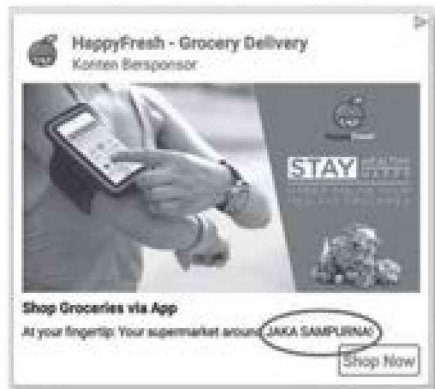 HappyFresh - Grocery Delivery
Konten Bersponsor
STAY HEALTHY
Shop Groceries via App
At your fingertip: Your supermarket around JAKA SAMPURNA!
Shop Now